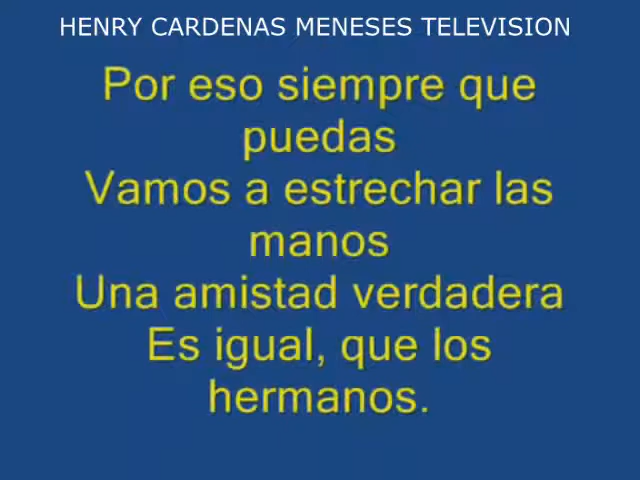 HENRY CARDENAS MENESES TELEVISION
Por eso siempre que
puedas
Vamos a estrechar las
manos
Una amistad verdadera
Es igual, que los
hermanos.